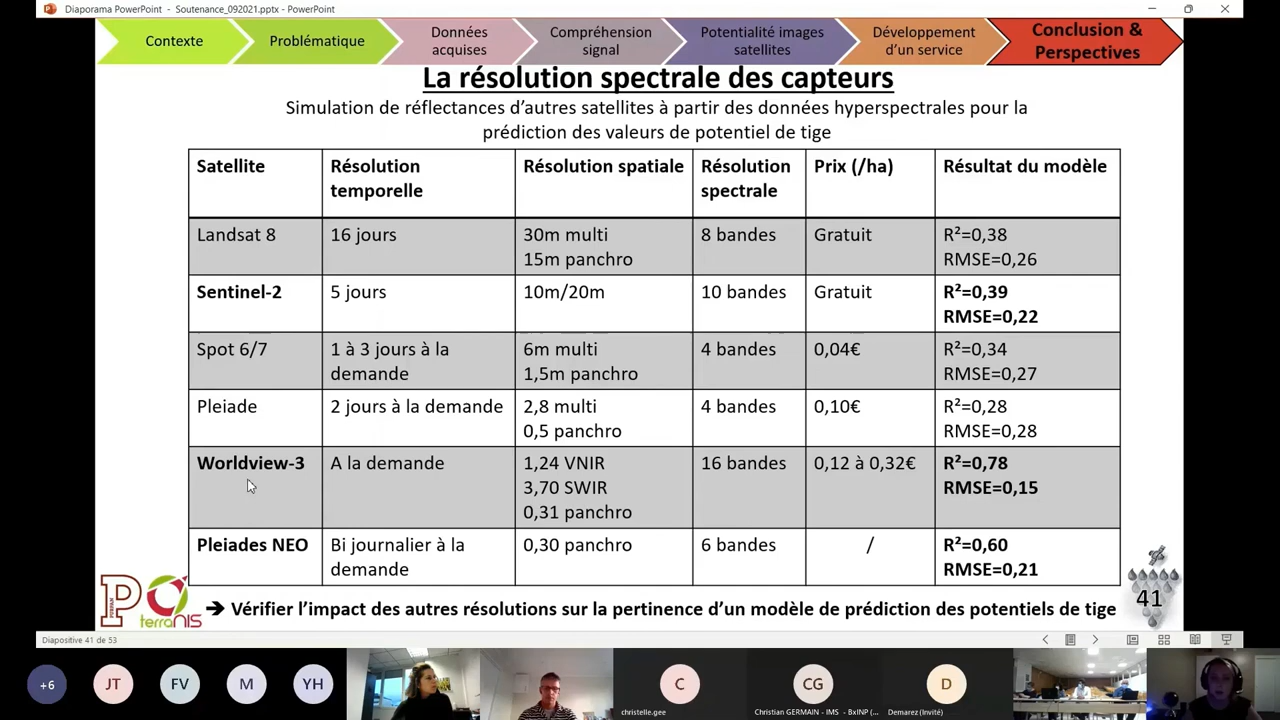 Diaporama PowerPoint - Soutenance_092021.pptx - PowerPoint
Contexte
Problématique
Données
acquises
Compréhension
signal
Potentialité images
satellites
Développement
d'un service
Conclusion &
Perspectives
La résolution spectrale des capteurs
Simulation de réflectances d'autres satellites à partir des données hyperspectrales pour la
prédiction des valeurs de potentiel de tige
Satellite
Résolution
temporelle
Résolution spatiale
Résolution
spectrale
Prix (/ha)
Résultat du modèle
Landsat 8
16 jours
30m multi
15m panchro
8 bandes
Gratuit
R²=0,38
RMSE=0,26
Sentinel-2
5 jours
10m/20m
10 bandes
Gratuit
R²=0,39
RMSE=0,22
Spot 6/7
1 à 3 jours à la
demande
6m multi
1,5m panchro
4 bandes
0,04€
R²=0,34
RMSE=0,27
Pleiade
2 jours à la demande
2,8 multi
0,5 panchro
4 bandes
0,10€
R²=0,28
RMSE=0,28
Worldview-3
A la demande
1,24 VNIR
3,70 SWIR
0,31 panchro
16 bandes
0,12 à 0,32€
R²=0,78
RMSE=0,15
Pleiades NEO
Bi journalier à la
demande
0,30 panchro
6 bandes
/
R²=0,60
RMSE=0,21
P
terraNIS
➔ Vérifier l'impact des autres résolutions sur la pertinence d'un modèle de prédiction des potentiels de tige
41
Diapositive 41 de 53
+6
JT
FV
M
YH
C
christelle.gee
CG
Christian GERMAIN - IMS - BxINP (...
D
Demarez (Invité)